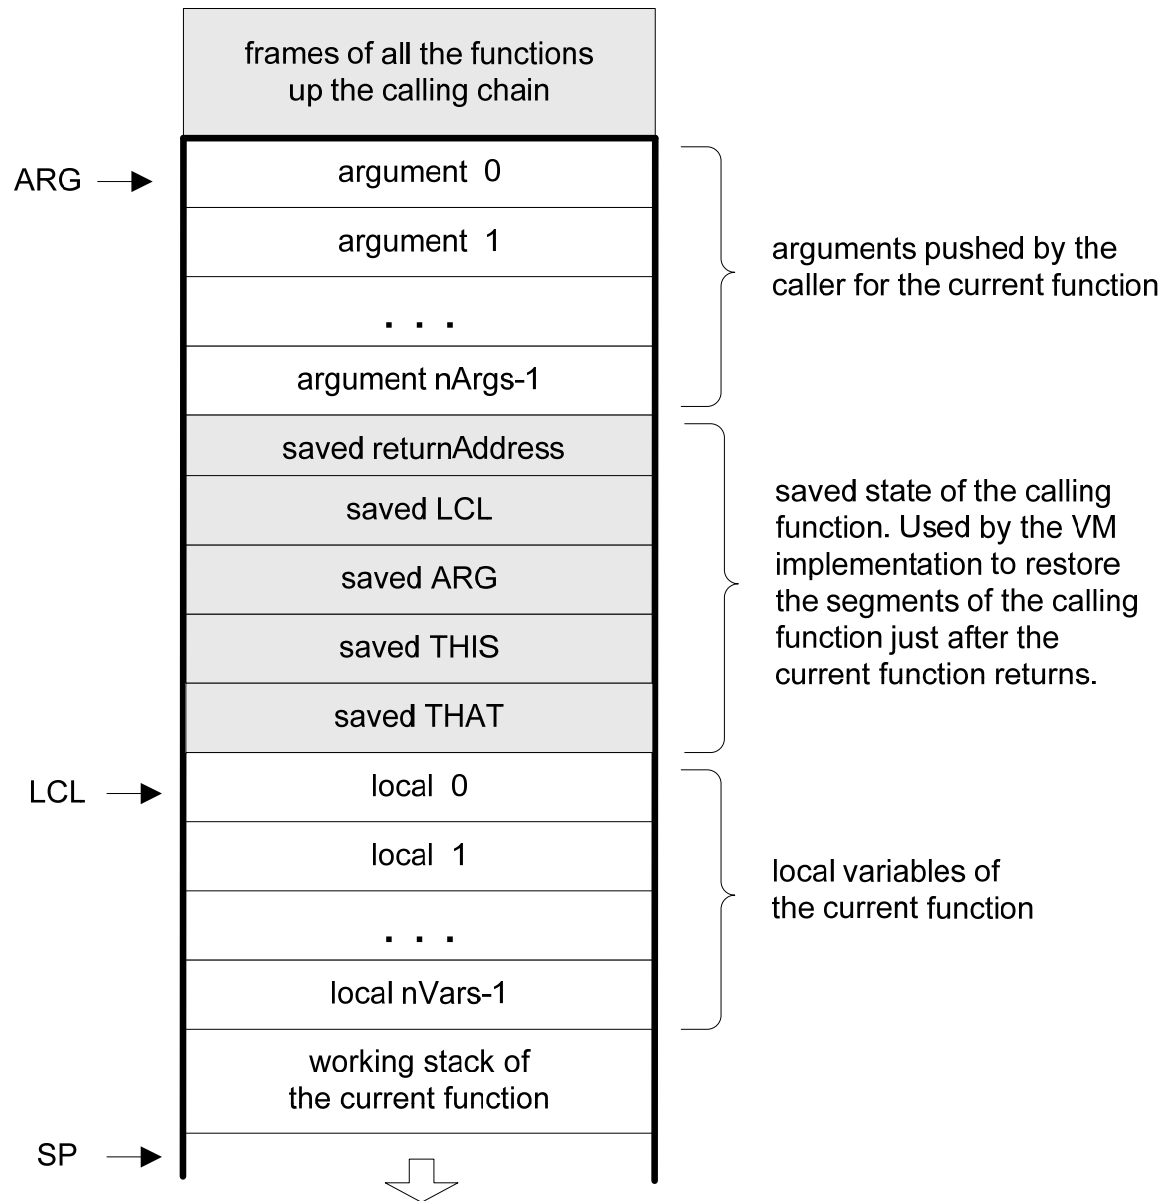 frames of all the functions
up the calling chain
ARG
argument 0
argument 1
. . .
argument nArgs-1
arguments pushed by the
caller for the current function
saved returnAddress
saved LCL
saved ARG
saved THIS
saved THAT
saved state of the calling
function. Used by the VM
implementation to restore
the segments of the calling
function just after the
current function returns.
LCL
local 0
local 1
. . .
local nVars-1
local variables of
the current function
working stack of
the current function
SP